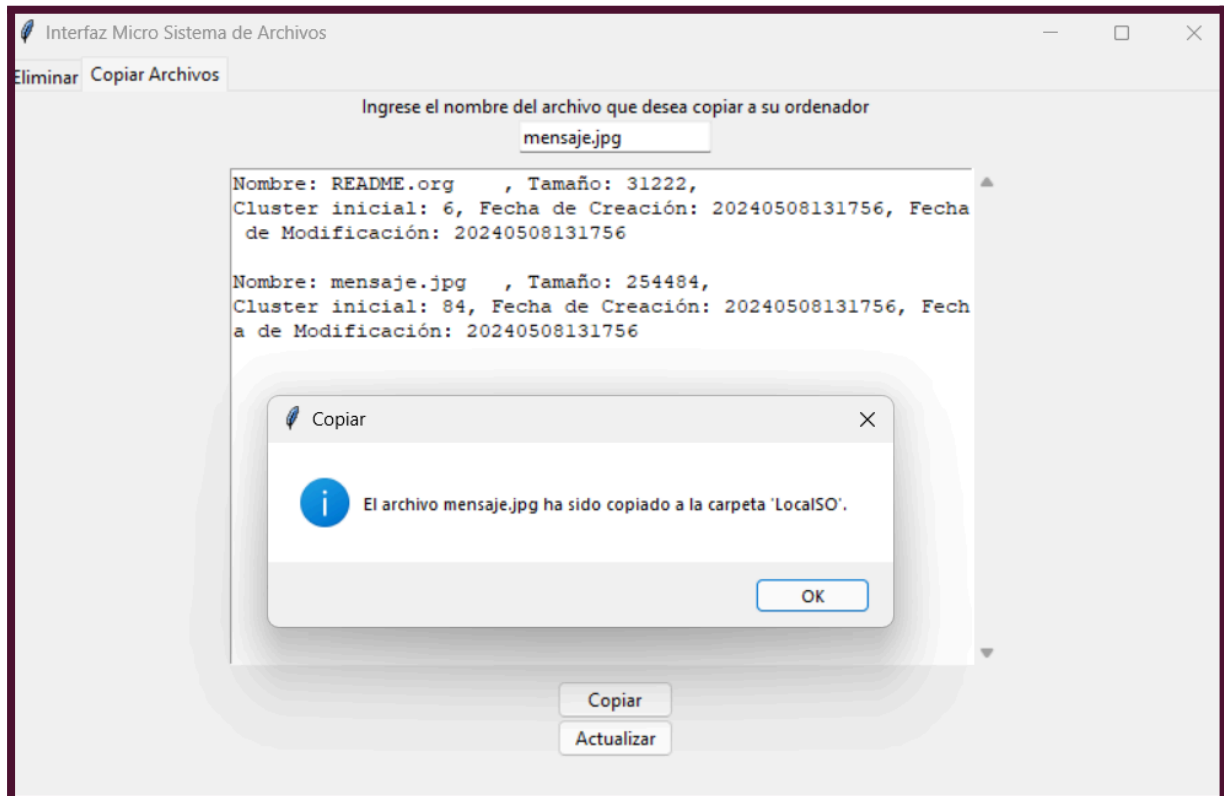 Interfaz Micro Sistema de Archivos
Eliminar Copiar Archivos
Ingrese el nombre del archivo que desea copiar a su ordenador
mensaje.jpg
Nombre: README.org    , Tamaño: 31222,
Cluster inicial: 6, Fecha de Creación: 20240508131756, Fecha
 de Modificación: 20240508131756
Nombre: mensaje.jpg   , Tamaño: 254484,
Cluster inicial: 84, Fecha de Creación: 20240508131756, Fech
a de Modificación: 20240508131756
Copiar
El archivo mensaje.jpg ha sido copiado a la carpeta 'LocalSO'.
OK
Copiar
Actualizar